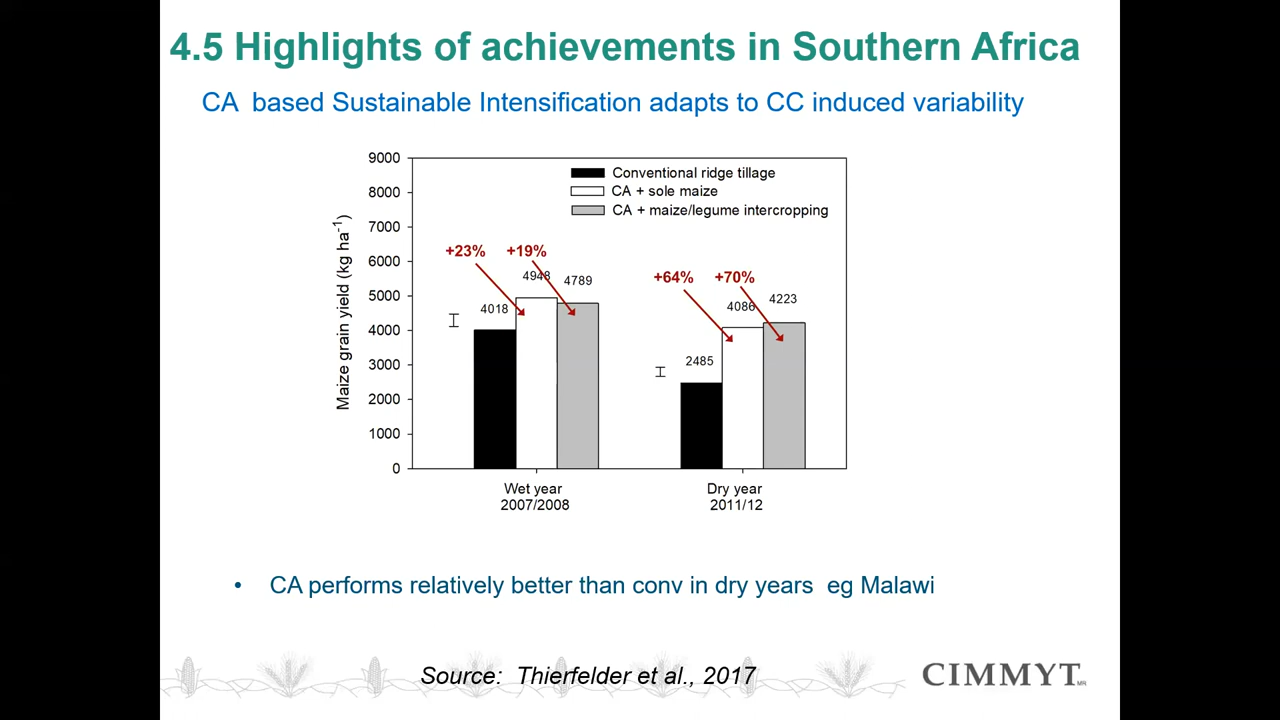 4.5 Highlights of achievements in Southern Africa
CA based Sustainable Intensification adapts to CC induced variability
Maize grain yield (kg ha-1)
9000
8000
7000
6000
5000
4000
3000
2000
1000
0
Conventional ridge tillage
CA + sole maize
CA + maize/legume intercropping
+23%
+19%
4018
4948
4789
+64%
+70%
2485
4086
4223
Wet year
2007/2008
Dry year
2011/12
• CA performs relatively better than conv in dry years eg Malawi
Source: Thierfelder et al., 2017
CIMMYT MR